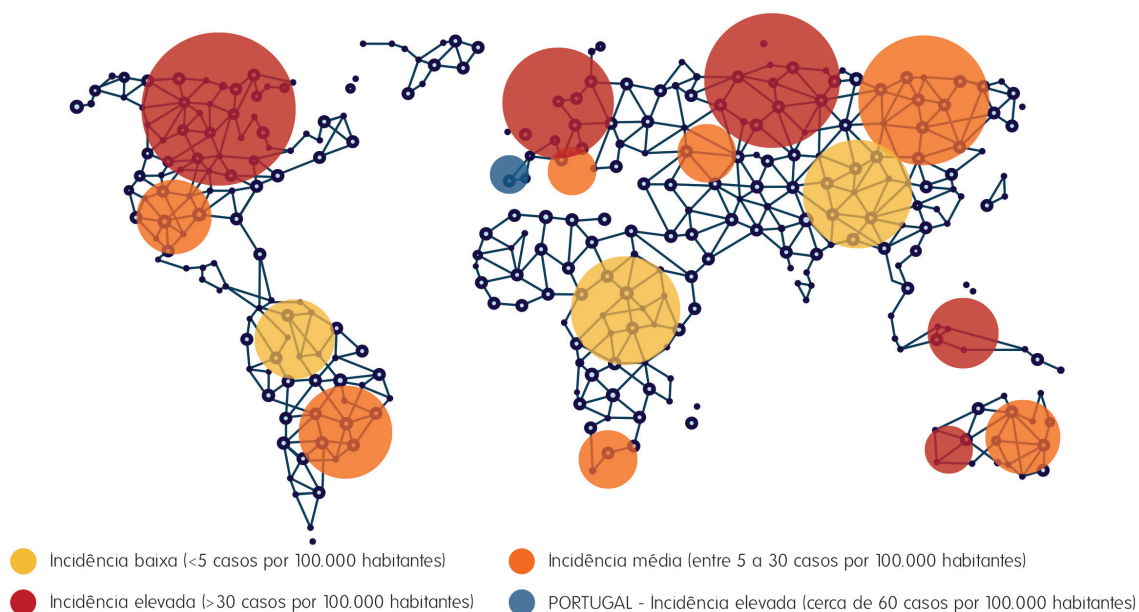 Incidência baixa (<5 casos por 100.000 habitantes)
Incidência média (entre 5 a 30 casos por 100.000 habitantes)
Incidência elevada (>30 casos por 100.000 habitantes)
PORTUGAL - Incidência elevada (cerca de 60 casos por 100.000 habitantes)